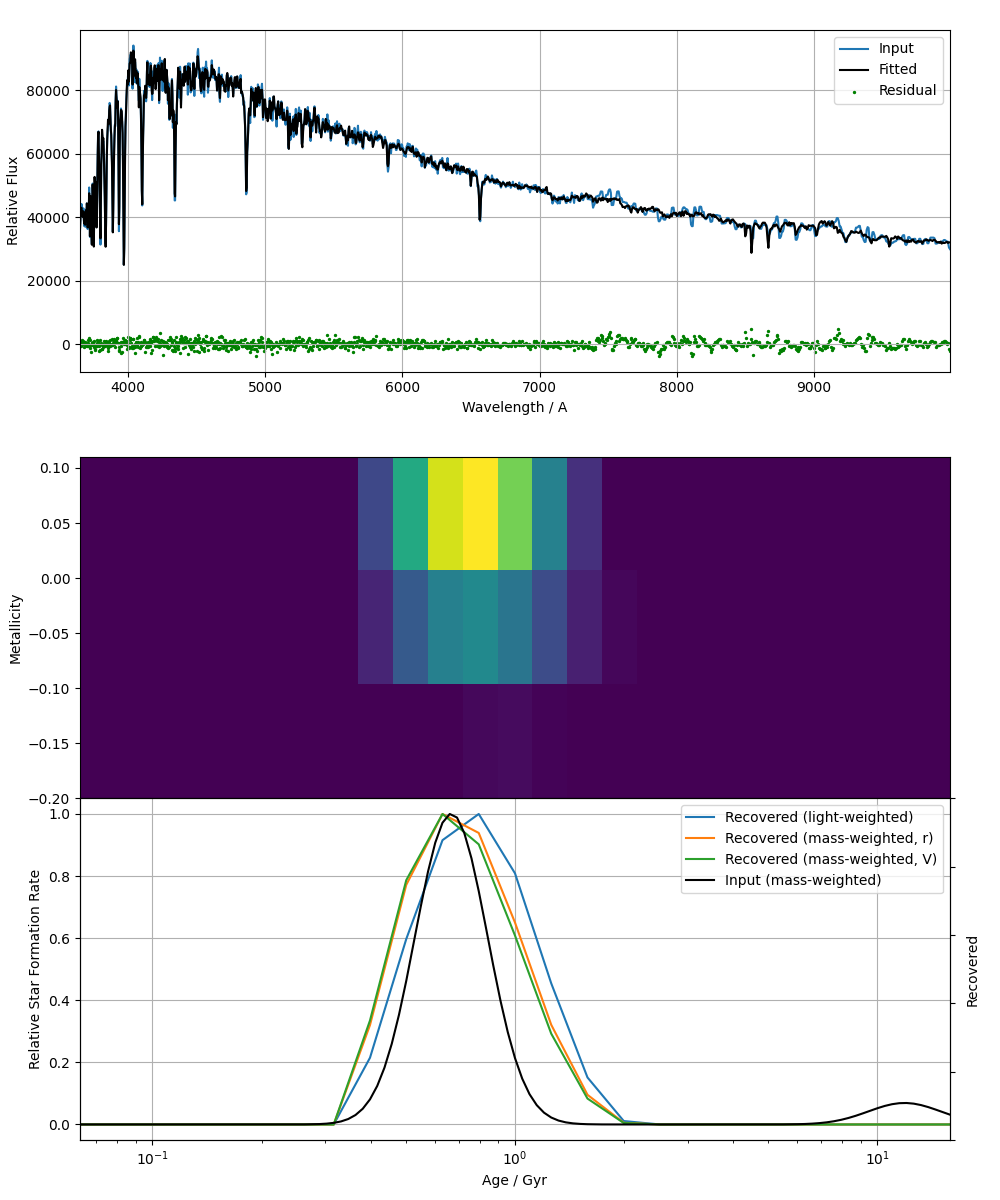 Input
Fitted
Residual
80000
60000
40000
20000
0
Relative Flux
4000 5000 6000 7000 8000 9000
Wavelength / A
0.10
0.05
0.00
−0.05
−0.10
−0.15
−0.20
Metallicity
Recovered (light-weighted)
Recovered (mass-weighted, r)
Recovered (mass-weighted, V)
Input (mass-weighted)
1.0
0.8
0.6
0.4
0.2
0.0
Relative Star Formation Rate
Recovered
10⁻¹ 10⁰ 10¹
Age / Gyr